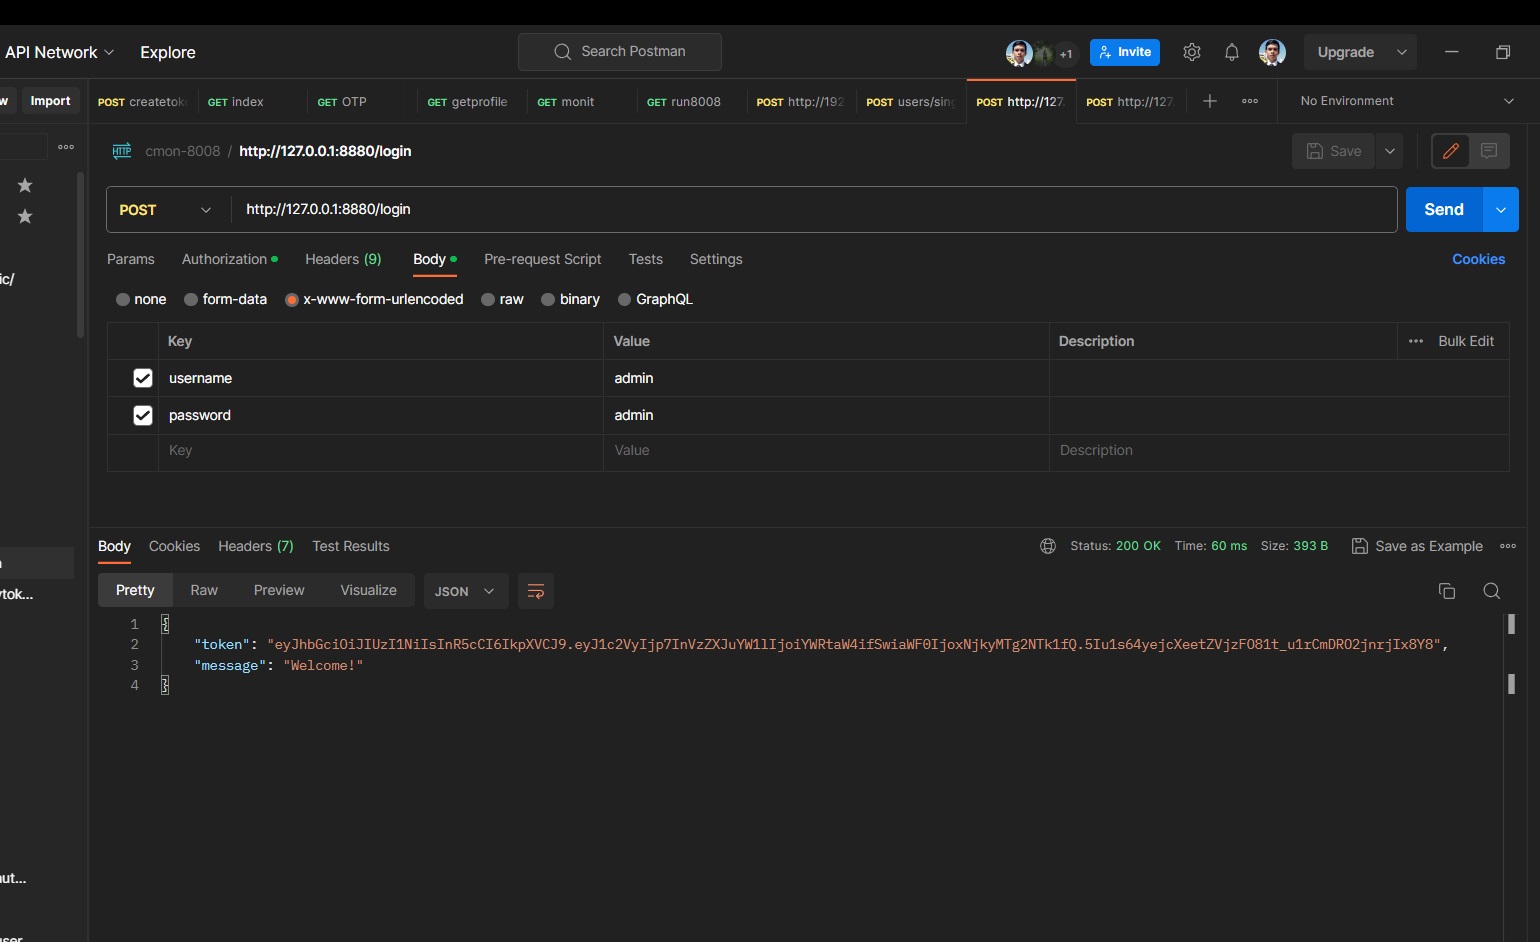 API Network Explore Search Postman +1 Invite Upgrade
w Import POST createtok GET index GET OTP GET getprofile GET monit GET run8008 POST http://192 POST users/sin POST http://127. POST http://127. No Environment
HTTP cmon-8008 / http://127.0.0.1:8880/login Save
POST http://127.0.0.1:8880/login Send
Params Authorization Headers (9) Body Pre-request Script Tests Settings Cookies
ic/
none form-data x-www-form-urlencoded raw binary GraphQL
Key Value Description Bulk Edit
username admin
password admin
Key Value Description
Body Cookies Headers (7) Test Results Status: 200 OK Time: 60 ms Size: 393 B Save as Example
Pretty Raw Preview Visualize JSON
ytok...
1 {
2 "token": "eyJhbGciOiJIUzI1NiIsInR5cCI6IkpXVCJ9.eyJ1c2VyIjp7InVzZXJuYW1lIjoiYWRtaW4ifSwiaWF0IjoxNjkyMTg2NTk1fQ.5Iu1s64yejcXeetZVjzFO81t_u1rCmDRO2jnrjIx8Y8",
3 "message": "Welcome!"
4 }
aut...
user